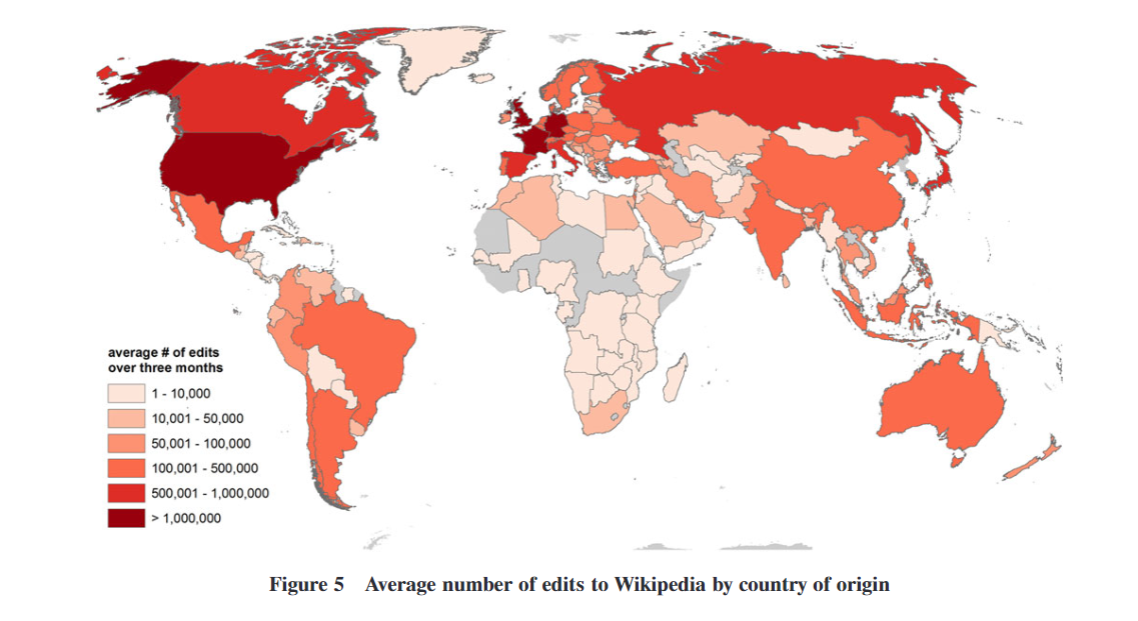 average # of edits
over three months
1 - 10,000
10,001 - 50,000
50,001 - 100,000
100,001 - 500,000
500,001 - 1,000,000
> 1,000,000
Figure 5 Average number of edits to Wikipedia by country of origin